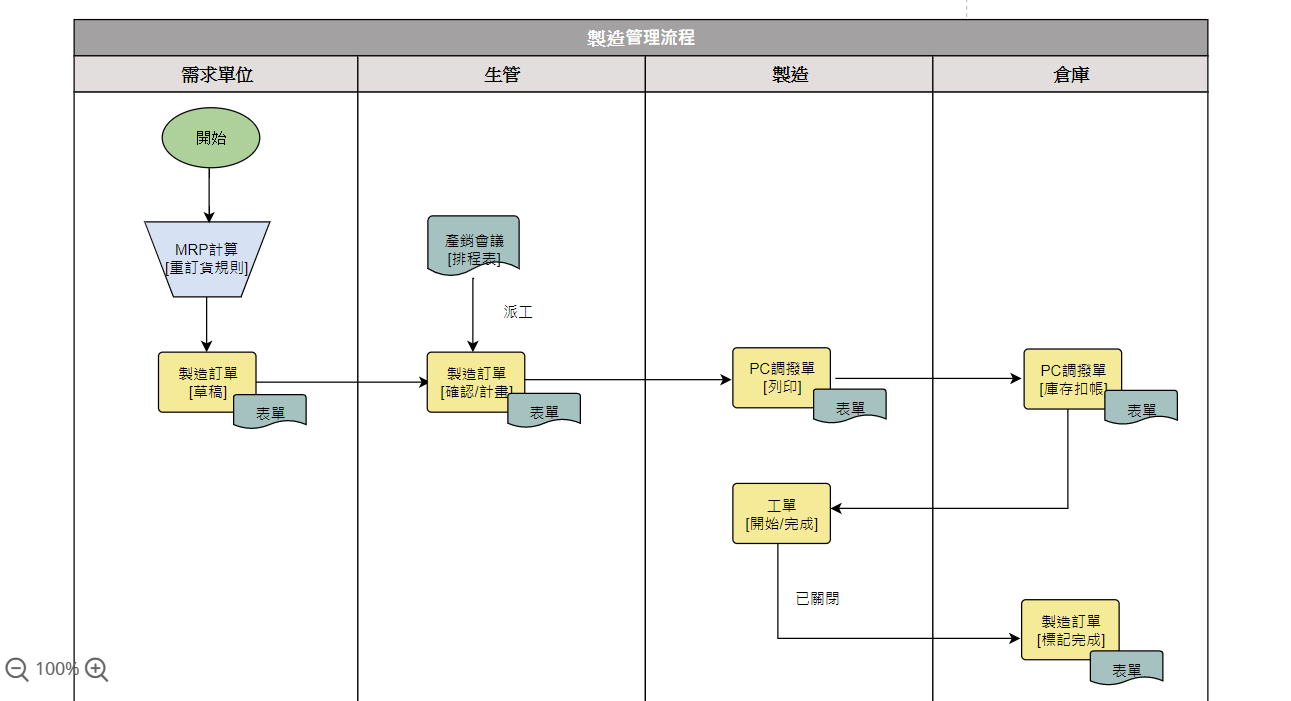 製造管理流程
需求單位
生管
製造
倉庫
開始
MRP計算
[重訂貨規則]
產銷會議
[排程表]
派工
製造訂單
[草稿]
表單
製造訂單
[確認/計畫]
表單
PC調撥單
[列印]
表單
PC調撥單
[庫存扣帳]
表單
工單
[開始/完成]
已關閉
製造訂單
[標記完成]
表單
100%